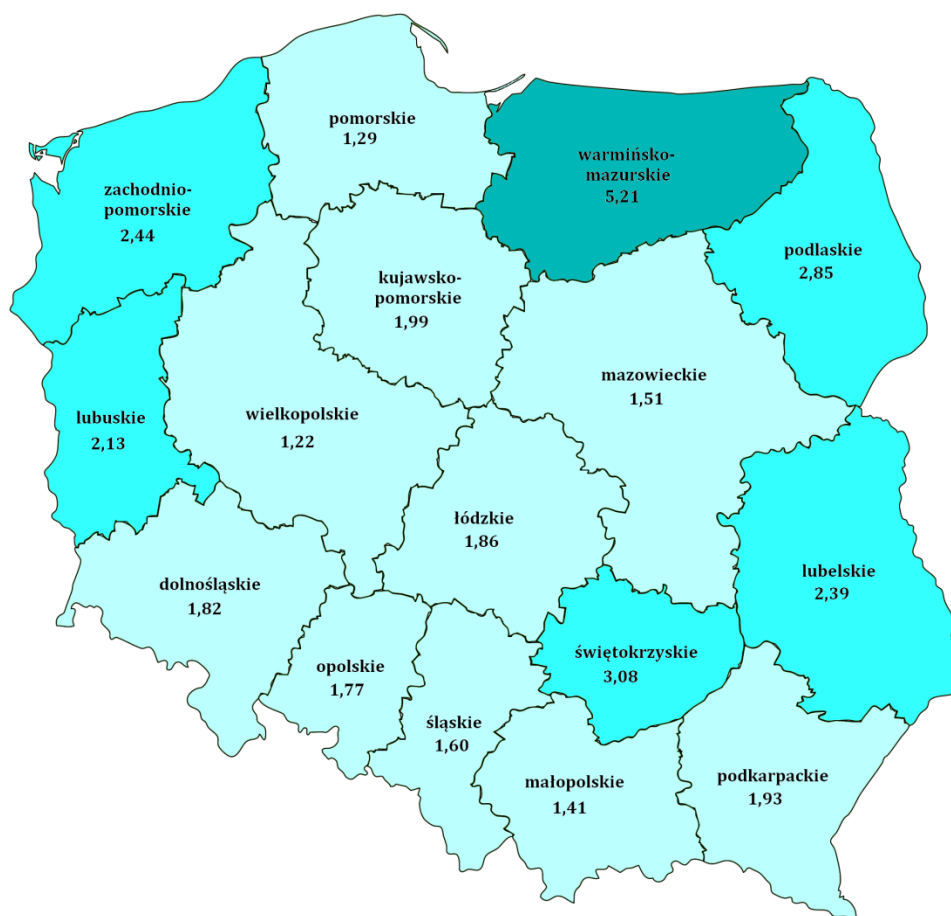 pomorskie
1,29
warmińsko-
mazurskie
5,21
zachodnio-
pomorskie
2,44
podlaskie
2,85
kujawsko-
pomorskie
1,99
mazowieckie
1,51
lubuskie
2,13
wielkopolskie
1,22
łódzkie
1,86
dolnośląskie
1,82
lubelskie
2,39
opolskie
1,77
świętokrzyskie
3,08
śląskie
1,60
małopolskie
1,41
podkarpackie
1,93